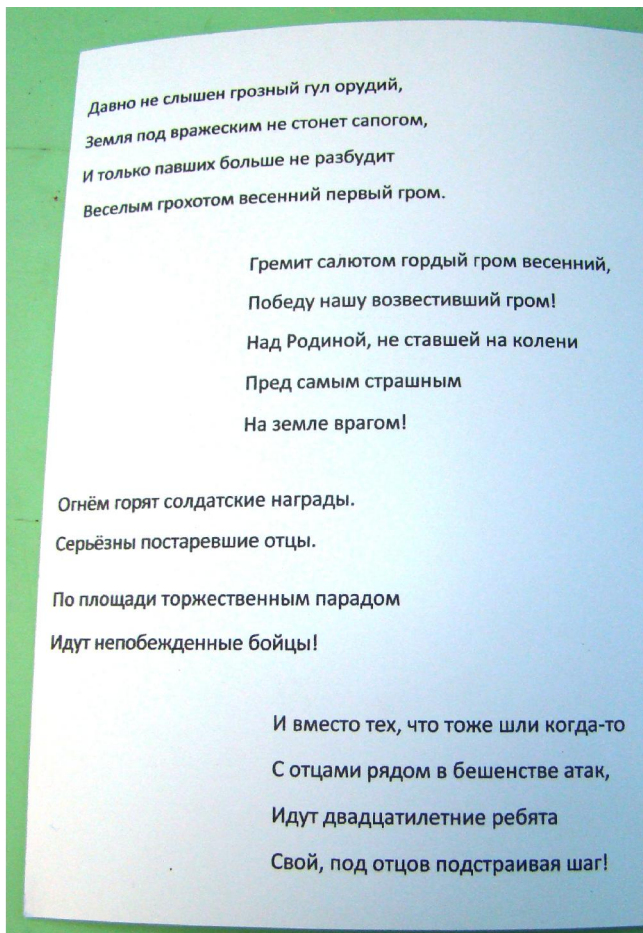 Давно не слышен грозный гул орудий,
Земля под вражеским не стонет сапогом,
И только павших больше не разбудит
Веселым грохотом весенний первый гром.
Гремит салютом гордый гром весенний,
Победу нашу возвестивший гром!
Над Родиной, не ставшей на колени
Пред самым страшным
На земле врагом!
Огнём горят солдатские награды.
Серьёзны постаревшие отцы.
По площади торжественным парадом
Идут непобежденные бойцы!
И вместо тех, что тоже шли когда-то
С отцами рядом в бешенстве атак,
Идут двадцатилетние ребята
Свой, под отцов подстраивая шаг!